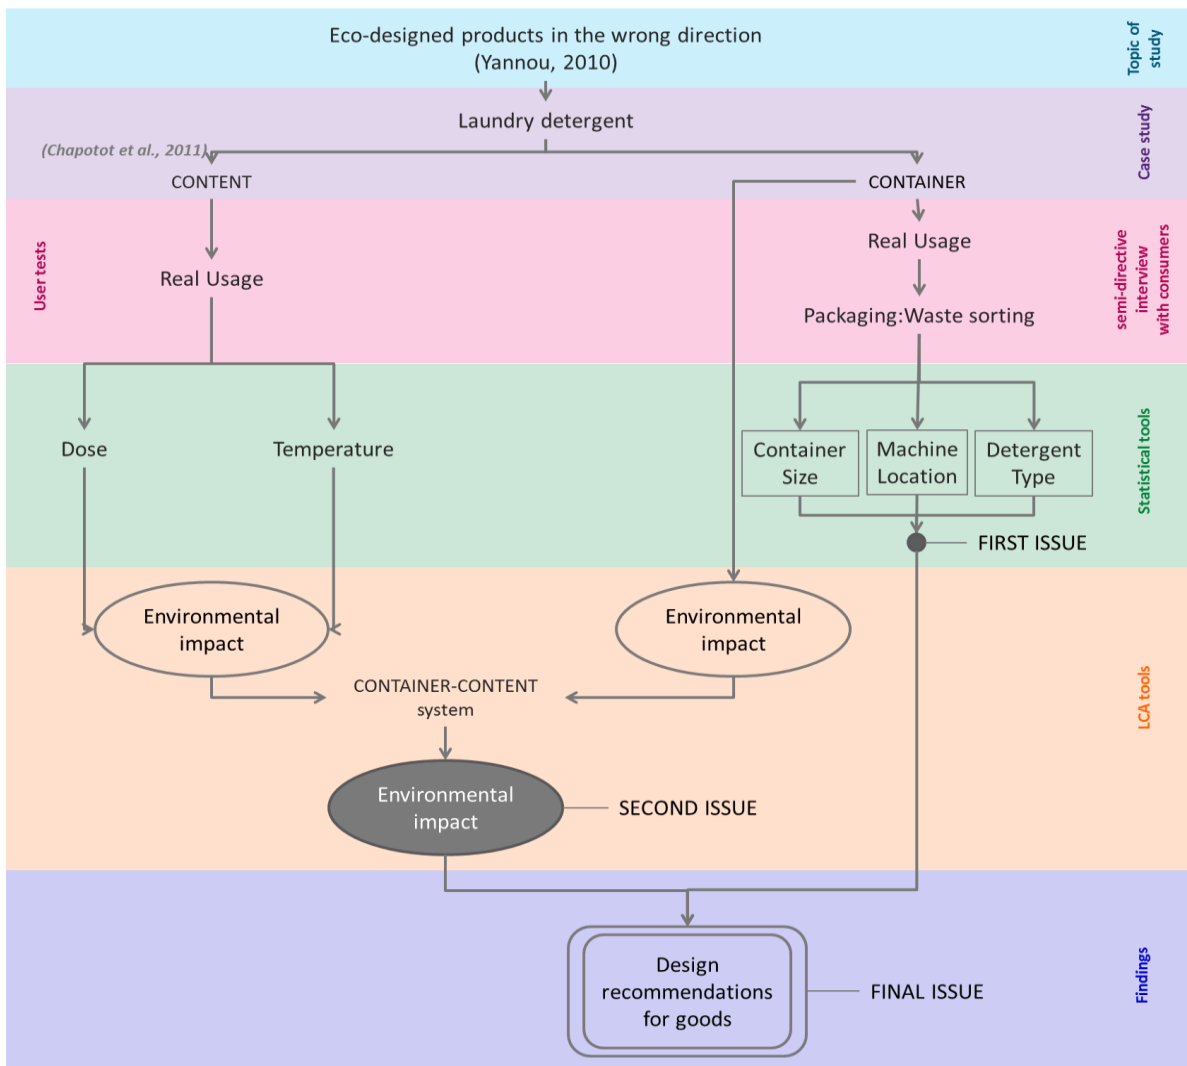 Eco-designed products in the wrong direction
(Yannou, 2010)
Topic of
study
Laundry detergent
(Chapotot et al., 2011)
CONTENT
CONTAINER
Case study
User tests
Real Usage
Real Usage
Packaging:Waste sorting
semi-directive
interview
with consumers
Dose
Temperature
Container
Size
Machine
Location
Detergent
Type
FIRST ISSUE
Statistical tools
Environmental
impact
Environmental
impact
CONTAINER-CONTENT
system
Environmental
impact
SECOND ISSUE
LCA tools
Design
recommendations
for goods
FINAL ISSUE
Findings